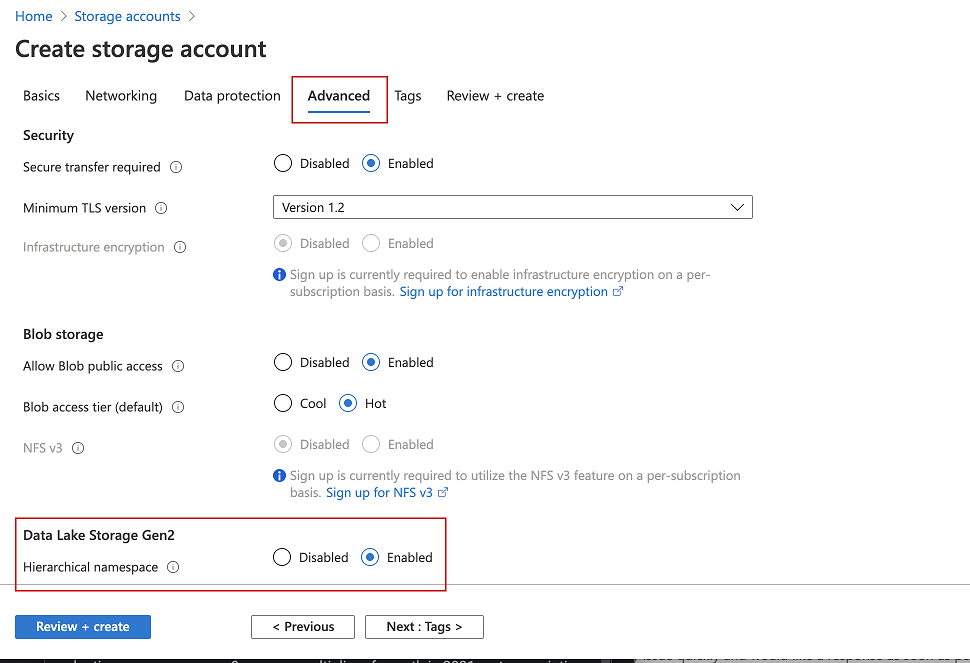 Home > Storage accounts >
Create storage account
Basics Networking Data protection Advanced Tags Review + create
Security
Secure transfer required Disabled Enabled
Minimum TLS version Version 1.2
Infrastructure encryption Disabled Enabled
Sign up is currently required to enable infrastructure encryption on a per-
subscription basis. Sign up for infrastructure encryption
Blob storage
Allow Blob public access Disabled Enabled
Blob access tier (default) Cool Hot
NFS v3 Disabled Enabled
Sign up is currently required to utilize the NFS v3 feature on a per-subscription
basis. Sign up for NFS v3
Data Lake Storage Gen2
Hierarchical namespace Disabled Enabled
Review + create < Previous Next : Tags >